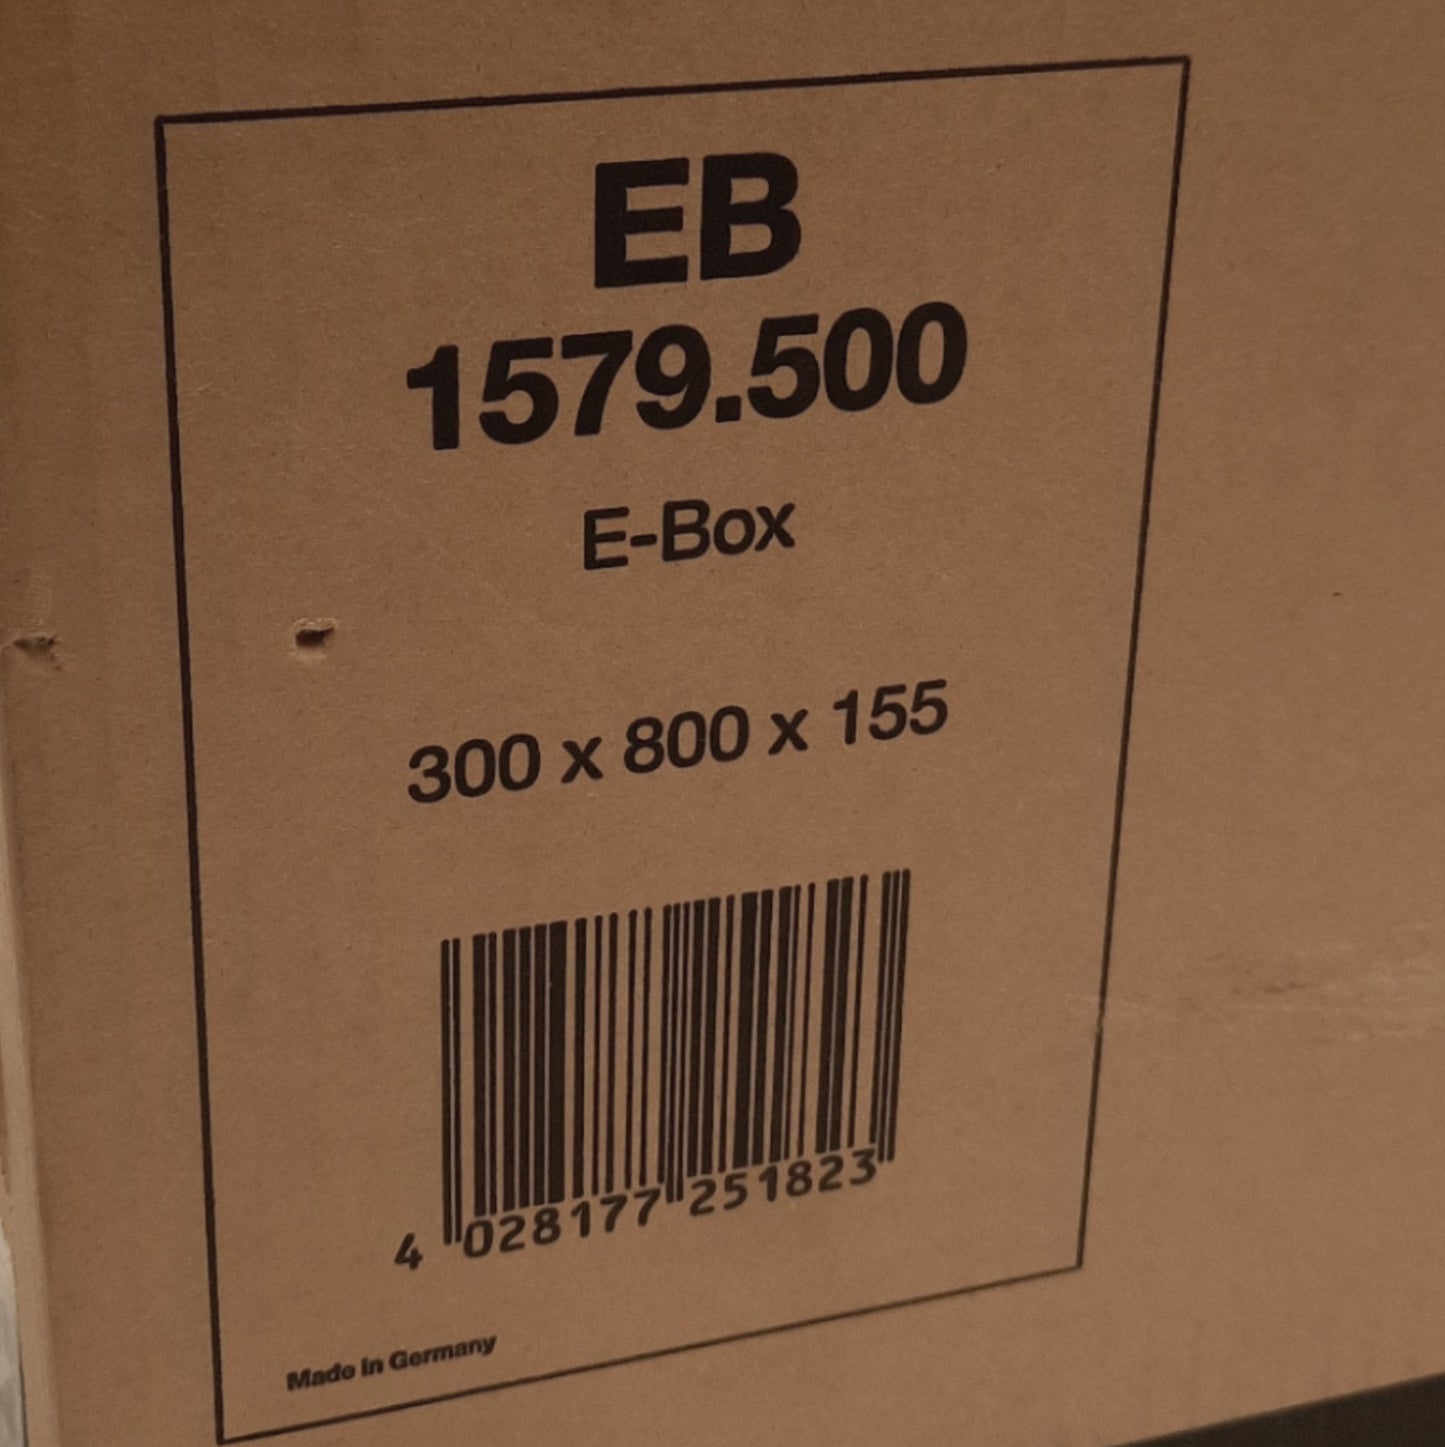 EB
1579.500
E-Box
300 x 800 x 155
4 028177 251823
Made in Germany